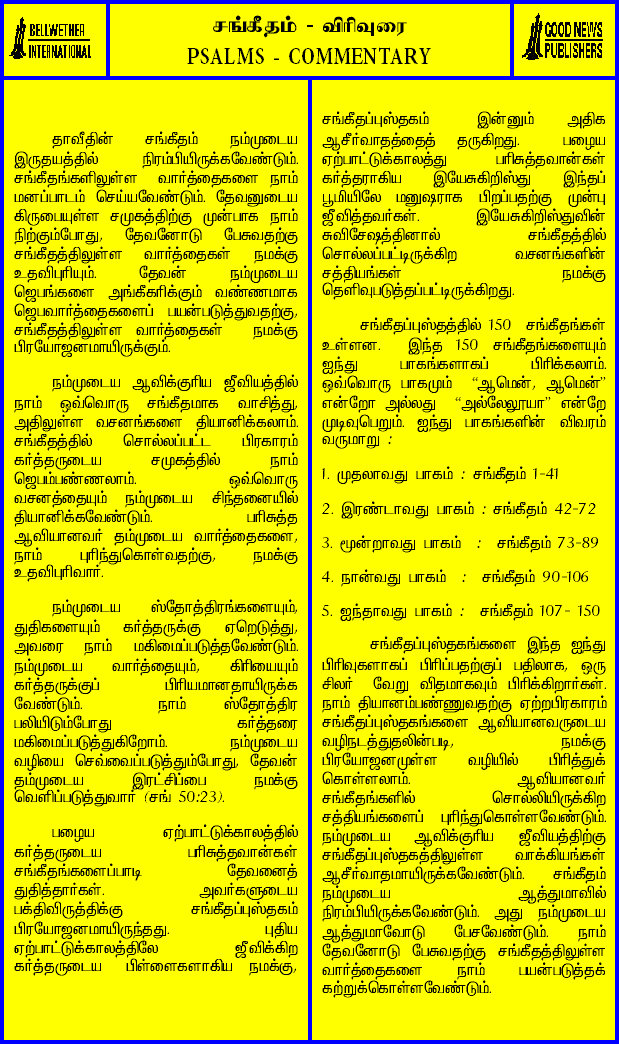 BELLWETHER
INTERNATIONAL
சங்கீதம் - விரிவுரை
PSALMS - COMMENTARY
GOOD NEWS
PUBLISHERS
தாவீதின் சங்கீதம் நம்முடைய
இருதயத்தில் நிரம்பியிருக்கவேண்டும்.
சங்கீதங்களிலுள்ள வார்த்தைகளை நாம்
மனப்பாடம் செய்யவேண்டும். தேவனுடைய
கிருபையுள்ள சமுகத்திற்கு முன்பாக நாம்
நிற்கும்போது, தேவனோடு பேசுவதற்கு
சங்கீதத்திலுள்ள வார்த்தைகள் நமக்கு
உதவிபுரியும். தேவன் நம்முடைய
ஜெபங்களை அங்கீகரிக்கும் வண்ணமாக
ஜெபவார்த்தைகளைப் பயன்படுத்துவதற்கு,
சங்கீதத்திலுள்ள வார்த்தைகள் நமக்கு
பிரயோஜனமாயிருக்கும்.
நம்முடைய ஆவிக்குரிய ஜீவியத்தில்
நாம் ஒவ்வொரு சங்கீதமாக வாசித்து,
அதிலுள்ள வசனங்களை தியானிக்கலாம்.
சங்கீதத்தில் சொல்லப்பட்ட பிரகாரம்
கர்த்தருடைய சமுகத்தில் நாம்
ஜெபம்பண்ணலாம். ஒவ்வொரு
வசனத்தையும் நம்முடைய சிந்தனையில்
தியானிக்கவேண்டும். பரிசுத்த
ஆவியானவர் தம்முடைய வார்த்தைகளை,
நாம் புரிந்துகொள்வதற்கு, நமக்கு
உதவிபுரிவார்.
நம்முடைய ஸ்தோத்திரங்களையும்,
துதிகளையும் கர்த்தருக்கு ஏறெடுத்து,
அவரை நாம் மகிமைப்படுத்தவேண்டும்.
நம்முடைய வார்த்தையும், கிரியையும்
கர்த்தருக்குப் பிரியமானதாயிருக்க
வேண்டும். நாம் ஸ்தோத்திர
பலியிடும்போது கர்த்தரை
மகிமைப்படுத்துகிறோம். நம்முடைய
வழியை செவ்வைப்படுத்தும்போது, தேவன்
தம்முடைய இரட்சிப்பை நமக்கு
வெளிப்படுத்துவார் (சங் 50:23).
பழைய ஏற்பாட்டுக்காலத்தில்
கர்த்தருடைய பரிசுத்தவான்கள்
சங்கீதங்களைப்பாடி தேவனைத்
துதித்தார்கள். அவர்களுடைய
பக்திவிருத்திக்கு சங்கீதப்புஸ்தகம்
பிரயோஜனமாயிருந்தது. புதிய
ஏற்பாட்டுக்காலத்திலே ஜீவிக்கிற
கர்த்தருடைய பிள்ளைகளாகிய நமக்கு,
சங்கீதப்புஸ்தகம் இன்னும் அதிக
ஆசீர்வாதத்தைத் தருகிறது. பழைய
ஏற்பாட்டுக்காலத்து பரிசுத்தவான்கள்
கர்த்தராகிய இயேசுகிறிஸ்து இந்தப்
பூமியிலே மனுஷராக பிறப்பதற்கு முன்பு
ஜீவித்தவர்கள். இயேசுகிறிஸ்துவின்
சுவிசேஷத்தினால் சங்கீதத்தில்
சொல்லப்பட்டிருக்கிற வசனங்களின்
சத்தியங்கள் நமக்கு
தெளிவுபடுத்தப்பட்டிருக்கிறது.
சங்கீதப்புஸ்தத்தில் 150 சங்கீதங்கள்
உள்ளன. இந்த 150 சங்கீதங்களையும்
ஐந்து பாகங்களாகப் பிரிக்கலாம்.
ஒவ்வொரு பாகமும் “ஆமென், ஆமென்”
என்றோ அல்லது “அல்லேலூயா” என்றே
முடிவுபெறும். ஐந்து பாகங்களின் விவரம்
வருமாறு :
1. முதலாவது பாகம் : சங்கீதம் 1-41
2. இரண்டாவது பாகம் : சங்கீதம் 42-72
3. மூன்றாவது பாகம் : சங்கீதம் 73-89
4. நான்வது பாகம் : சங்கீதம் 90-106
5. ஐந்தாவது பாகம் : சங்கீதம் 107- 150
சங்கீதப்புஸ்தகங்களை இந்த ஐந்து
பிரிவுகளாகப் பிரிப்பதற்குப் பதிலாக, ஒரு
சிலர் வேறு விதமாகவும் பிரிக்கிறார்கள்.
நாம் தியானம்பண்ணுவதற்கு ஏற்றபிரகாரம்
சங்கீதப்புஸ்தகங்களை ஆவியானவருடைய
வழிநடத்துதலின்படி, நமக்கு
பிரயோஜனமுள்ள வழியில் பிரித்துக்
கொள்ளலாம். ஆவியானவர்
சங்கீதங்களில் சொல்லியிருக்கிற
சத்தியங்களைப் புரிந்துகொள்ளவேண்டும்.
நம்முடைய ஆவிக்குரிய ஜீவியத்திற்கு
சங்கீதப்புஸ்தகத்திலுள்ள வாக்கியங்கள்
ஆசீர்வாதமாயிருக்கவேண்டும். சங்கீதம்
நம்முடைய ஆத்துமாவில்
நிரம்பியிருக்கவேண்டும். அது நம்முடைய
ஆத்துமாவோடு பேசவேண்டும். நாம்
தேவனோடு பேசுவதற்கு சங்கீதத்திலுள்ள
வார்த்தைகளை நாம் பயன்படுத்தக்
கற்றுக்கொள்ளவேண்டும்.